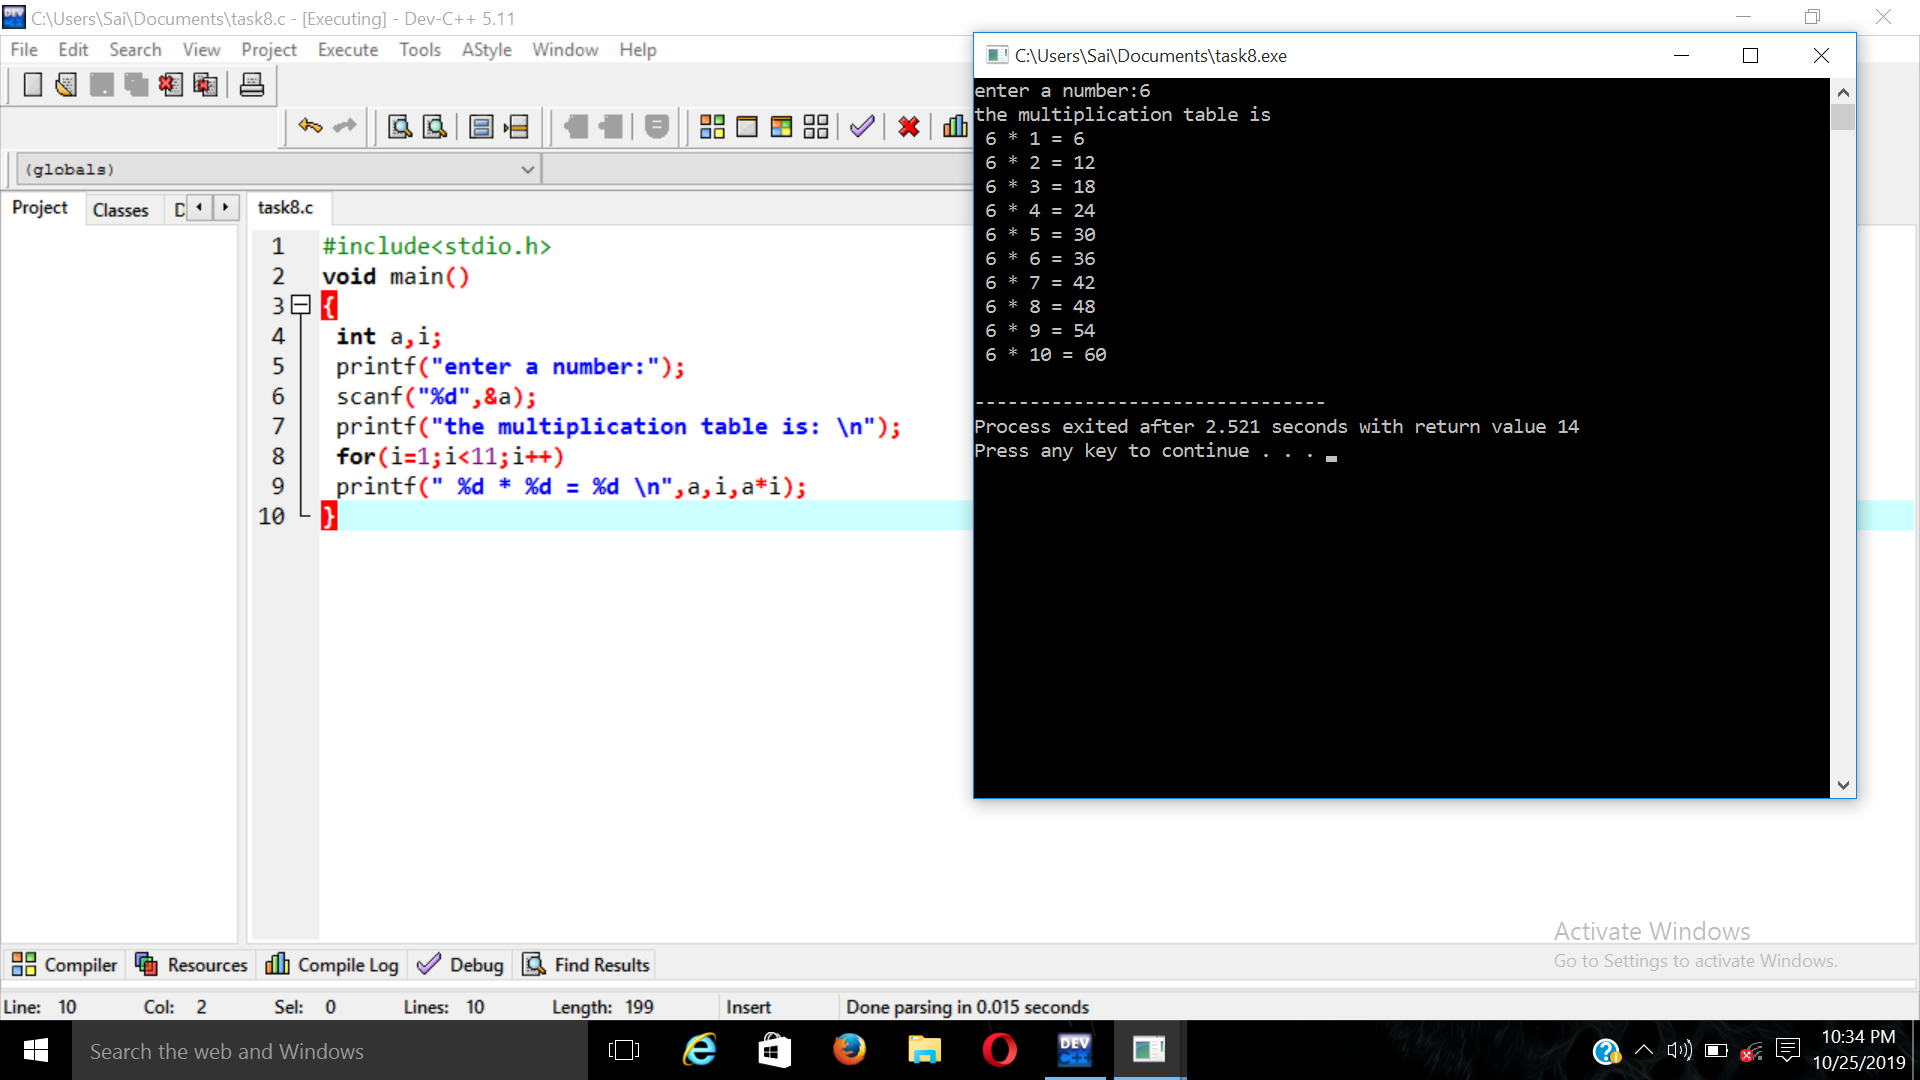 C:\Users\Sai\Documents\task8.c - [Executing] - Dev-C++ 5.11
File Edit Search View Project Execute Tools AStyle Window Help
(globals)
Project Classes D task8.c
1 #include<stdio.h>
2 void main()
3 {
4 int a,i;
5 printf("enter a number:");
6 scanf("%d",&a);
7 printf("the multiplication table is: \n");
8 for(i=1;i<11;i++)
9 printf(" %d * %d = %d \n",a,i,a*i);
10 }
C:\Users\Sai\Documents\task8.exe
enter a number:6
the multiplication table is
6 * 1 = 6
6 * 2 = 12
6 * 3 = 18
6 * 4 = 24
6 * 5 = 30
6 * 6 = 36
6 * 7 = 42
6 * 8 = 48
6 * 9 = 54
6 * 10 = 60
--------------------------------
Process exited after 2.521 seconds with return value 14
Press any key to continue . . .
Activate Windows
Go to Settings to activate Windows.
Compiler Resources Compile Log Debug Find Results
Line: 10 Col: 2 Sel: 0 Lines: 10 Length: 199 Insert Done parsing in 0.015 seconds
Search the web and Windows
DEV C++
10:34 PM
10/25/2019